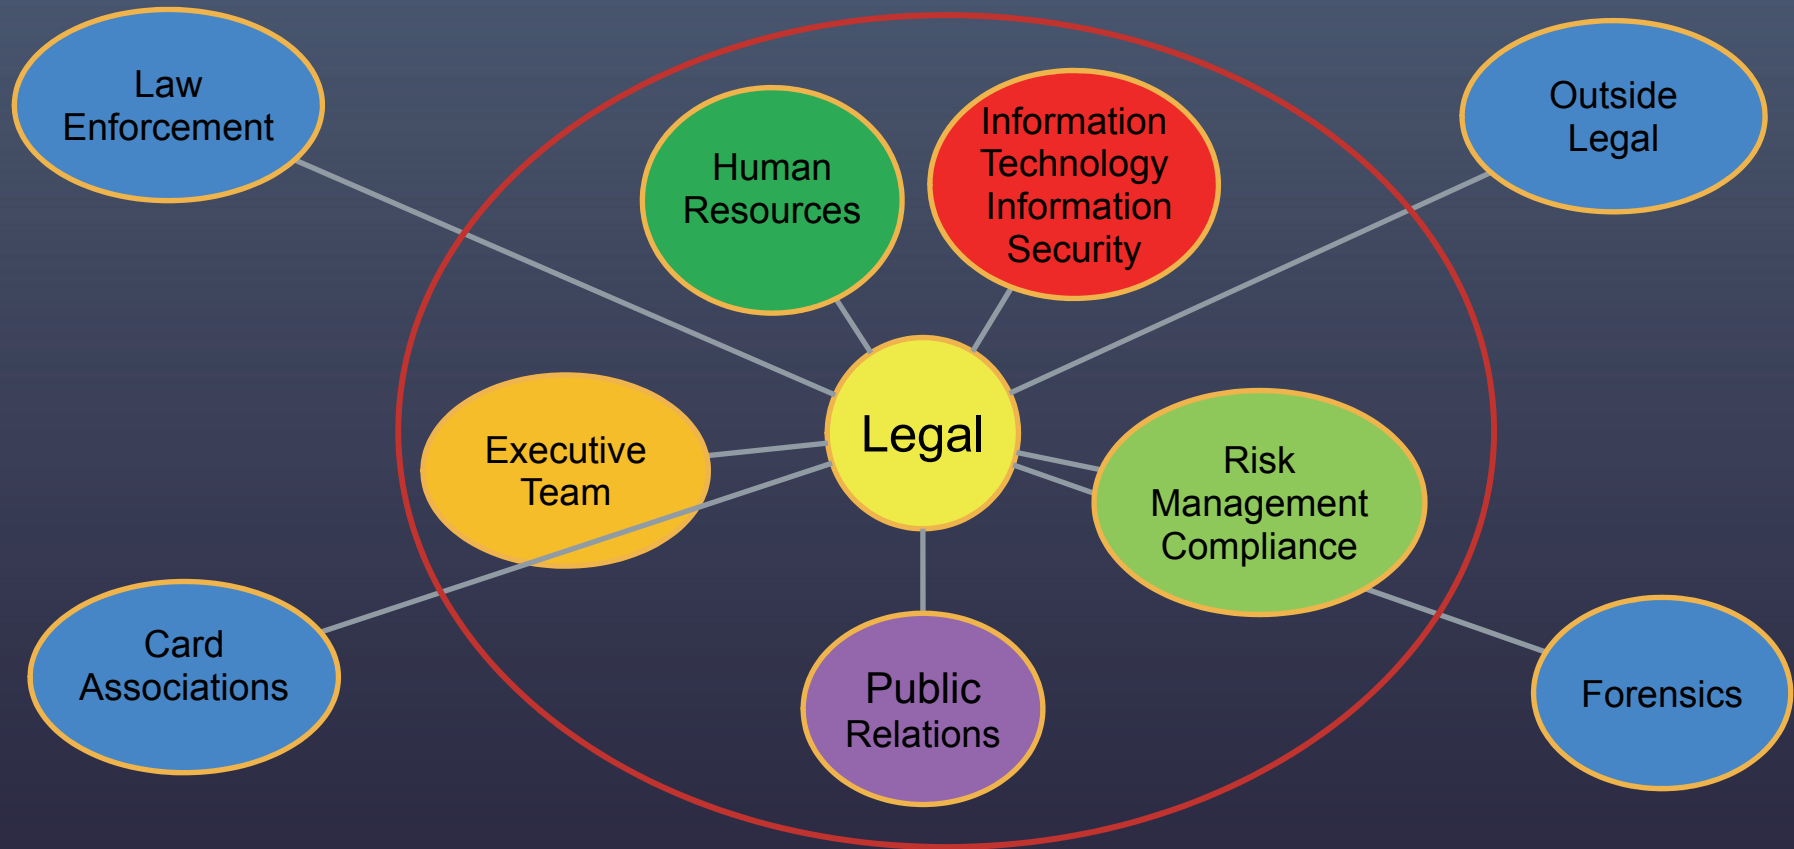 Law
Enforcement
Human
Resources
Information
Technology
Information
Security
Outside
Legal
Legal
Executive
Team
Risk
Management
Compliance
Card
Associations
Public
Relations
Forensics